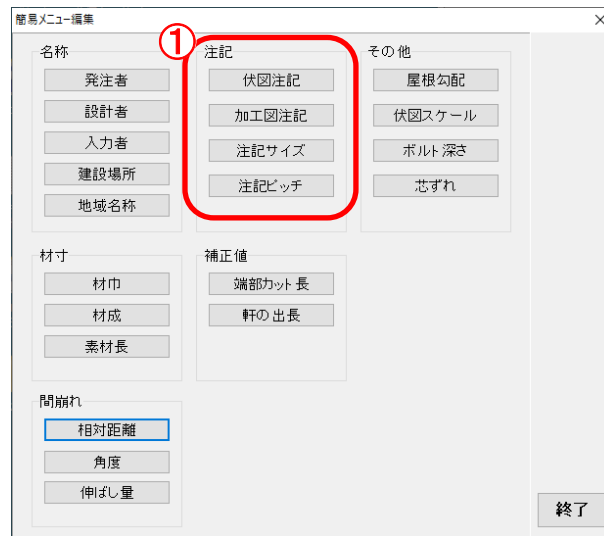 簡易メニュー編集
×
①
名称
発注者
設計者
入力者
建設場所
地域名称
注記
伏図注記
加工図注記
注記サイズ
注記ピッチ
その他
屋根勾配
伏図スケール
ボルト深さ
芯ずれ
材寸
材巾
材成
素材長
補正値
端部カット長
軒の出長
間崩れ
相対距離
角度
伸ばし量
終了